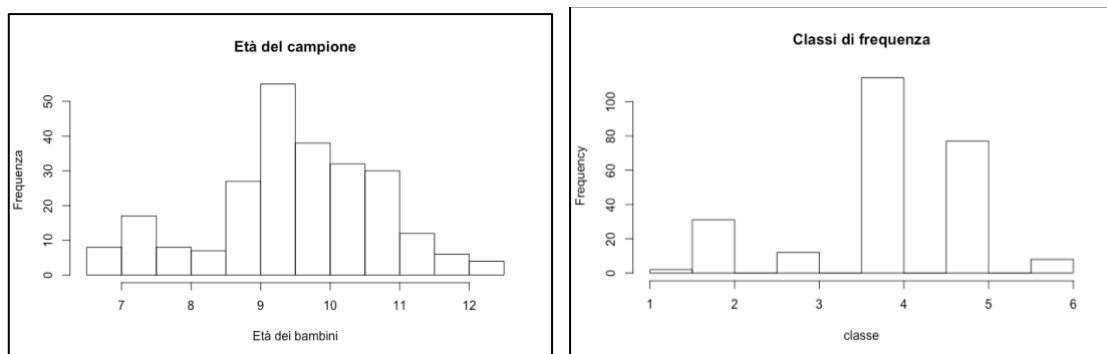 Età del campione
Frequenza
0 10 20 30 40 50
7 8 9 10 11 12
Età dei bambini
Classi di frequenza
Frequency
0 20 40 60 80 100
1 2 3 4 5 6
classe